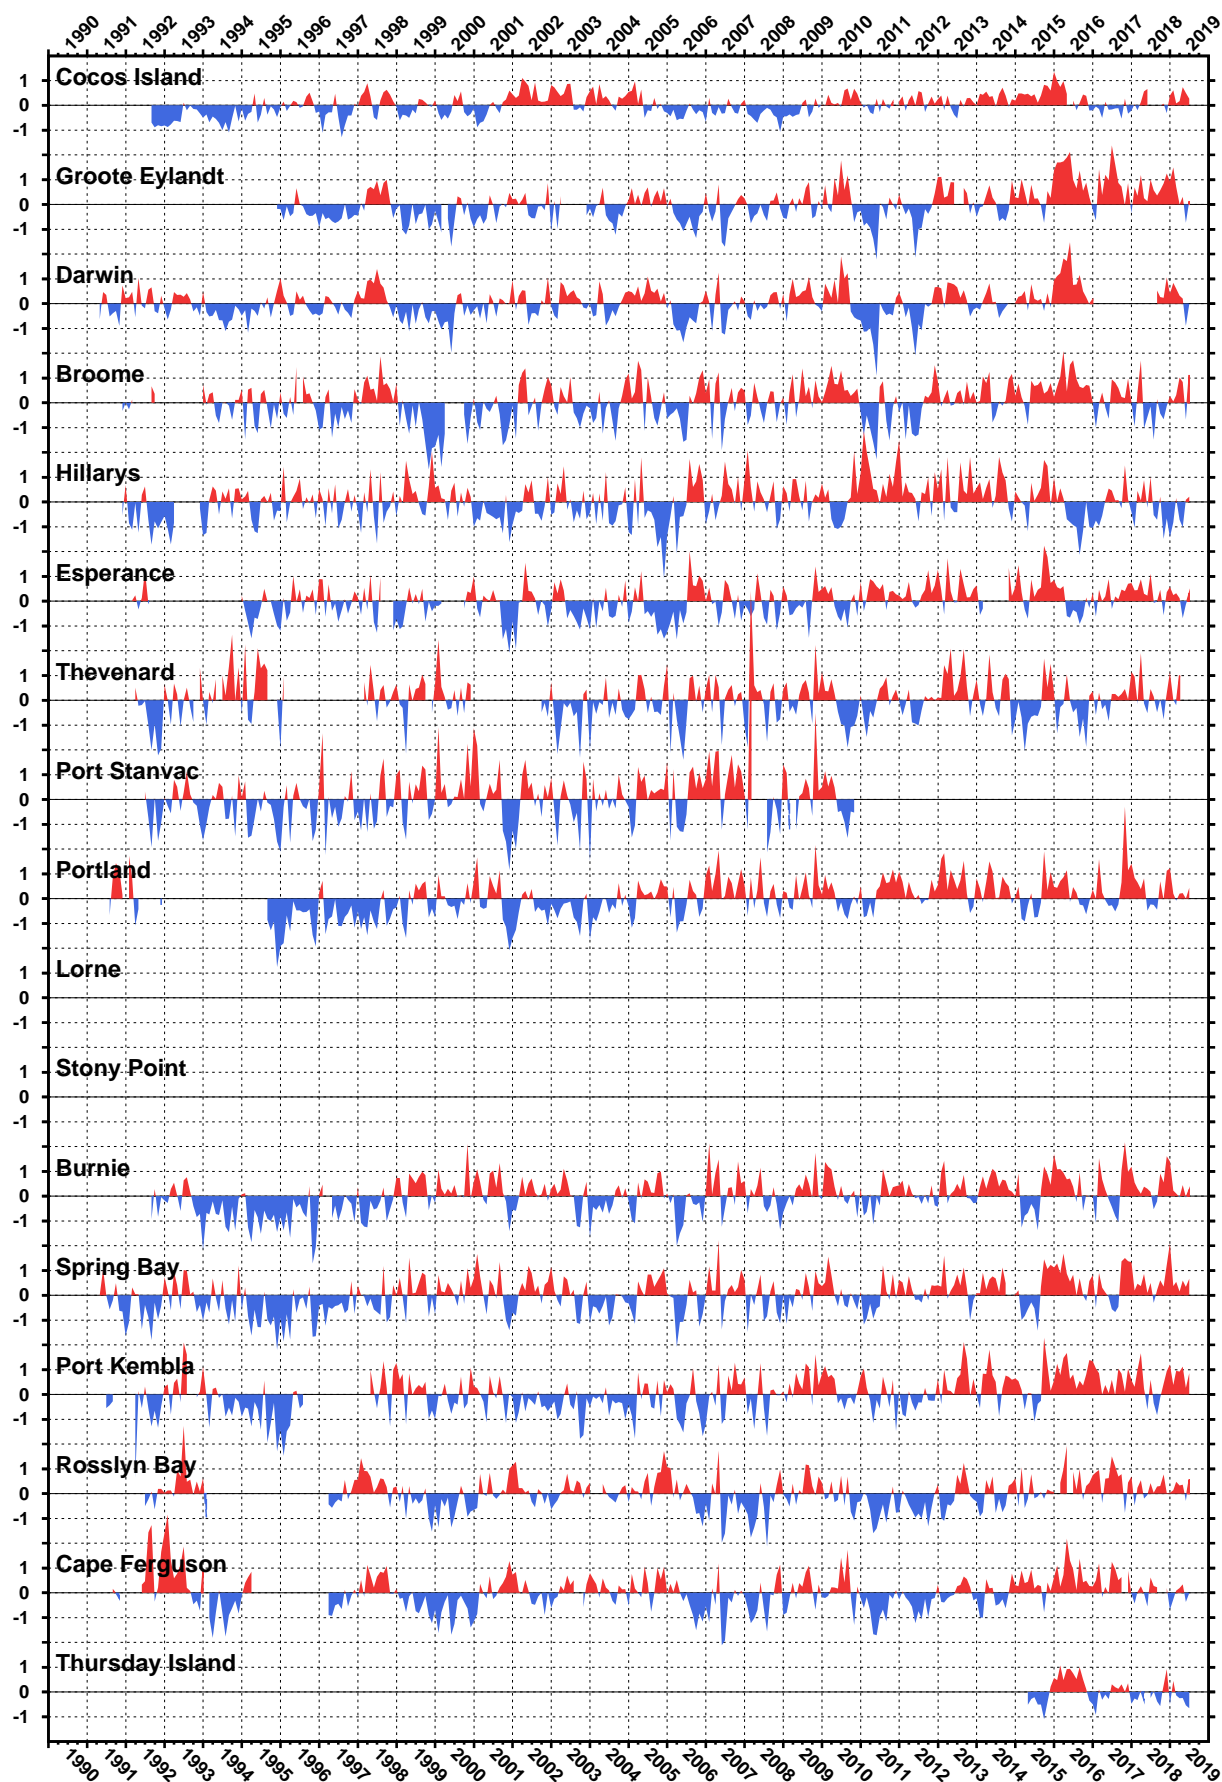 1990 1991 1992 1993 1994 1995 1996 1997 1998 1999 2000 2001 2002 2003 2004 2005 2006 2007 2008 2009 2010 2011 2012 2013 2014 2015 2016 2017 2018 2019
Cocos Island
1
0
-1
Groote Eylandt
1
0
-1
Darwin
1
0
-1
Broome
1
0
-1
Hillarys
1
0
-1
Esperance
1
0
-1
Thevenard
1
0
-1
Port Stanvac
1
0
-1
Portland
1
0
-1
Lorne
1
0
-1
Stony Point
1
0
-1
Burnie
1
0
-1
Spring Bay
1
0
-1
Port Kembla
1
0
-1
Rosslyn Bay
1
0
-1
Cape Ferguson
1
0
-1
Thursday Island
1
0
-1
1990 1991 1992 1993 1994 1995 1996 1997 1998 1999 2000 2001 2002 2003 2004 2005 2006 2007 2008 2009 2010 2011 2012 2013 2014 2015 2016 2017 2018 2019